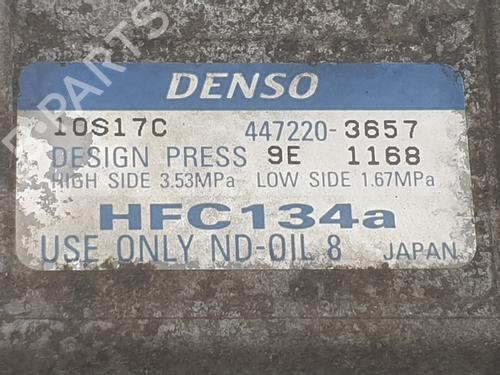 DENSO
10S17C 447220-3657
DESIGN PRESS 9E 1168
HIGH SIDE 3.53MPa LOW SIDE 1.67MPa
HFC134a
USE ONLY ND-OIL 8 JAPAN
B-PARTS